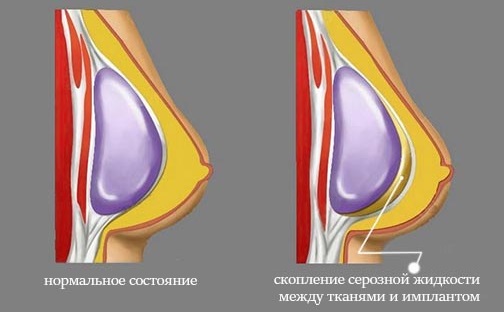 нормальное состояние
скопление серозной жидкости
между тканями и имплантом